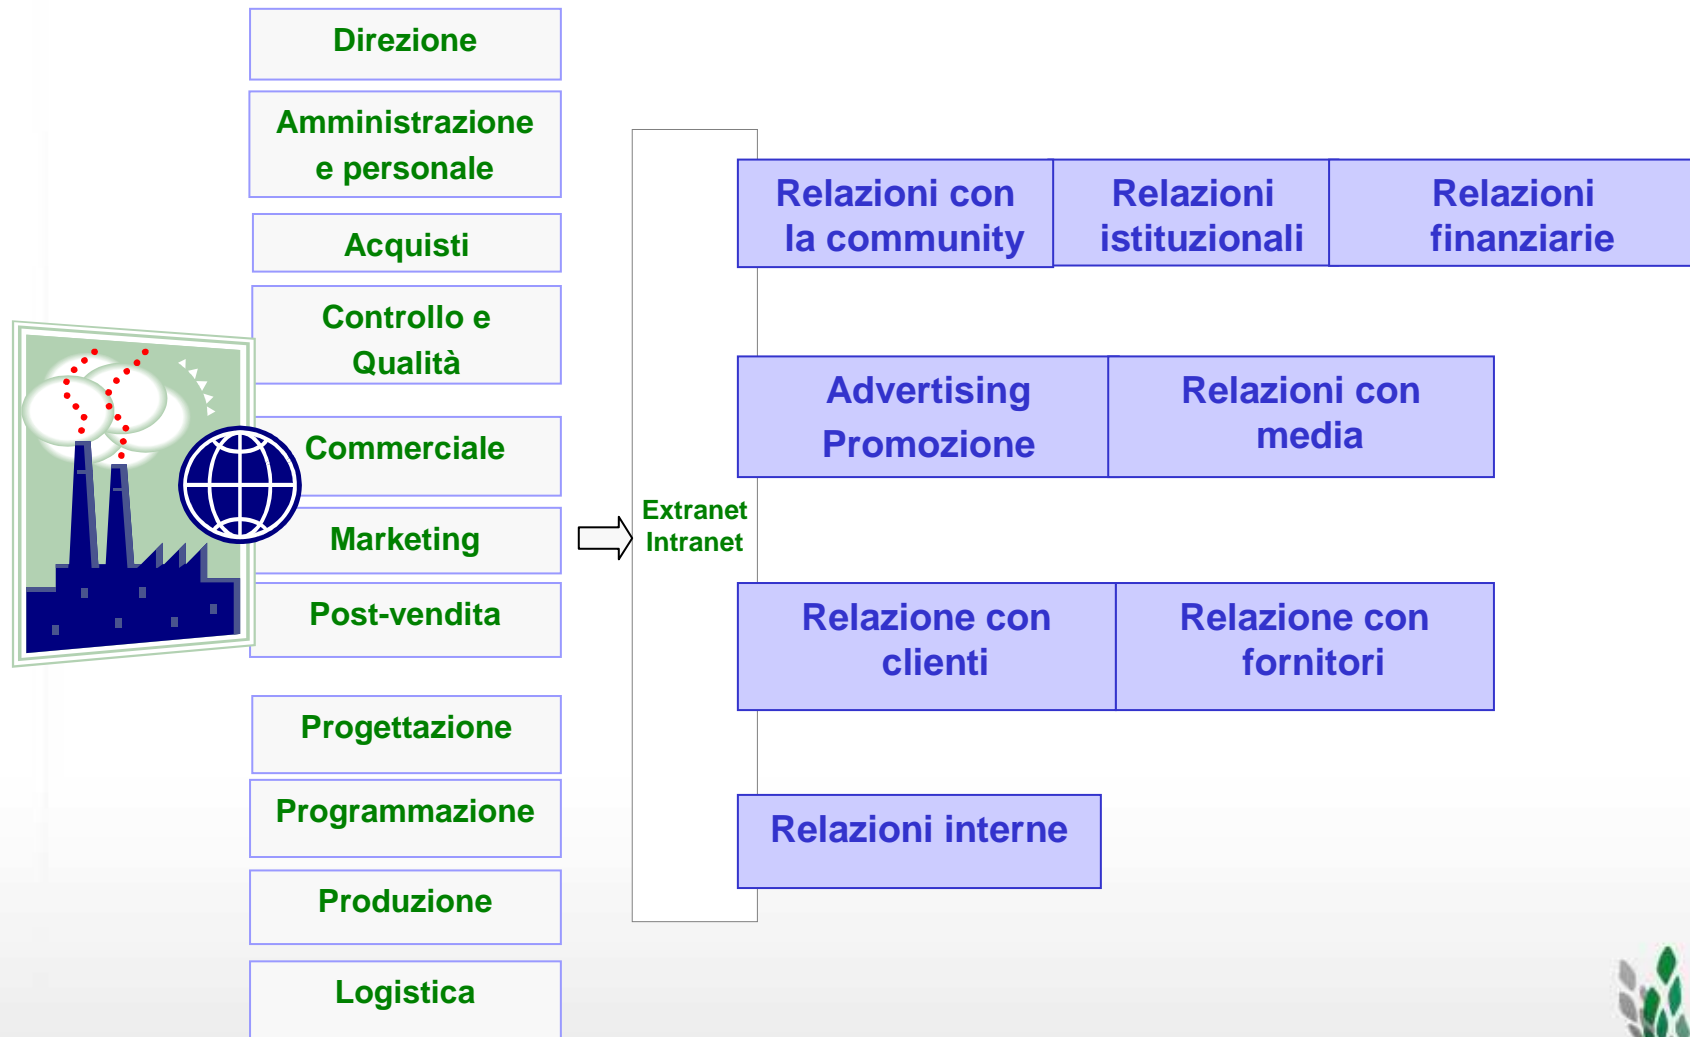 Direzione
Amministrazione
e personale
Acquisti
Controllo e
Qualità
Commerciale
Marketing
Post-vendita
Progettazione
Programmazione
Produzione
Logistica
Extranet
Intranet
Relazioni con
la community
Relazioni
istituzionali
Relazioni
finanziarie
Advertising
Promozione
Relazioni con
media
Relazione con
clienti
Relazione con
fornitori
Relazioni interne